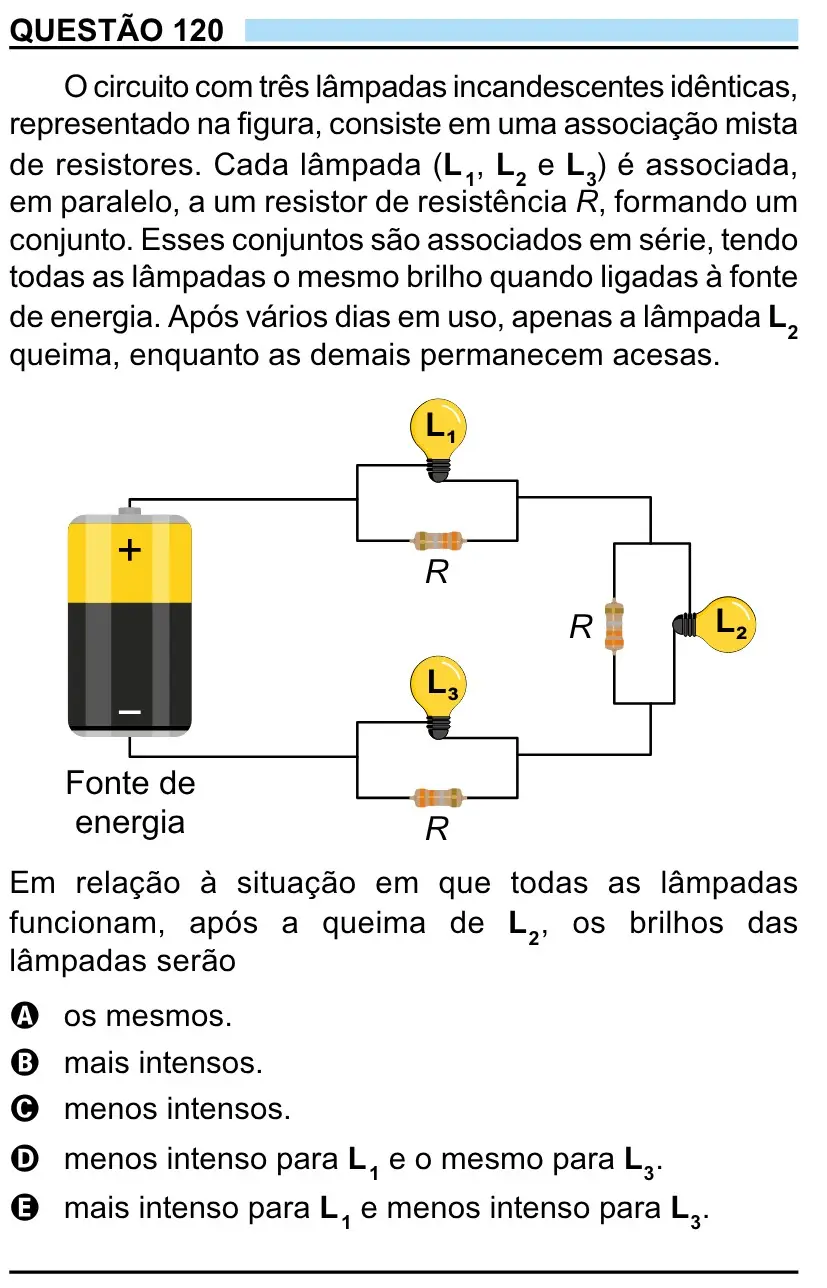 QUESTÃO 120
O circuito com três lâmpadas incandescentes idênticas,
representado na figura, consiste em uma associação mista
de resistores. Cada lâmpada (L1, L2 e L3) é associada,
em paralelo, a um resistor de resistência R, formando um
conjunto. Esses conjuntos são associados em série, tendo
todas as lâmpadas o mesmo brilho quando ligadas à fonte
de energia. Após vários dias em uso, apenas a lâmpada L2
queima, enquanto as demais permanecem acesas.
L1
+
R
R
L2
L3
–
Fonte de
energia
R
Em relação à situação em que todas as lâmpadas
funcionam, após a queima de L2, os brilhos das
lâmpadas serão
A os mesmos.
B mais intensos.
C menos intensos.
D menos intenso para L1 e o mesmo para L3.
E mais intenso para L1 e menos intenso para L3.